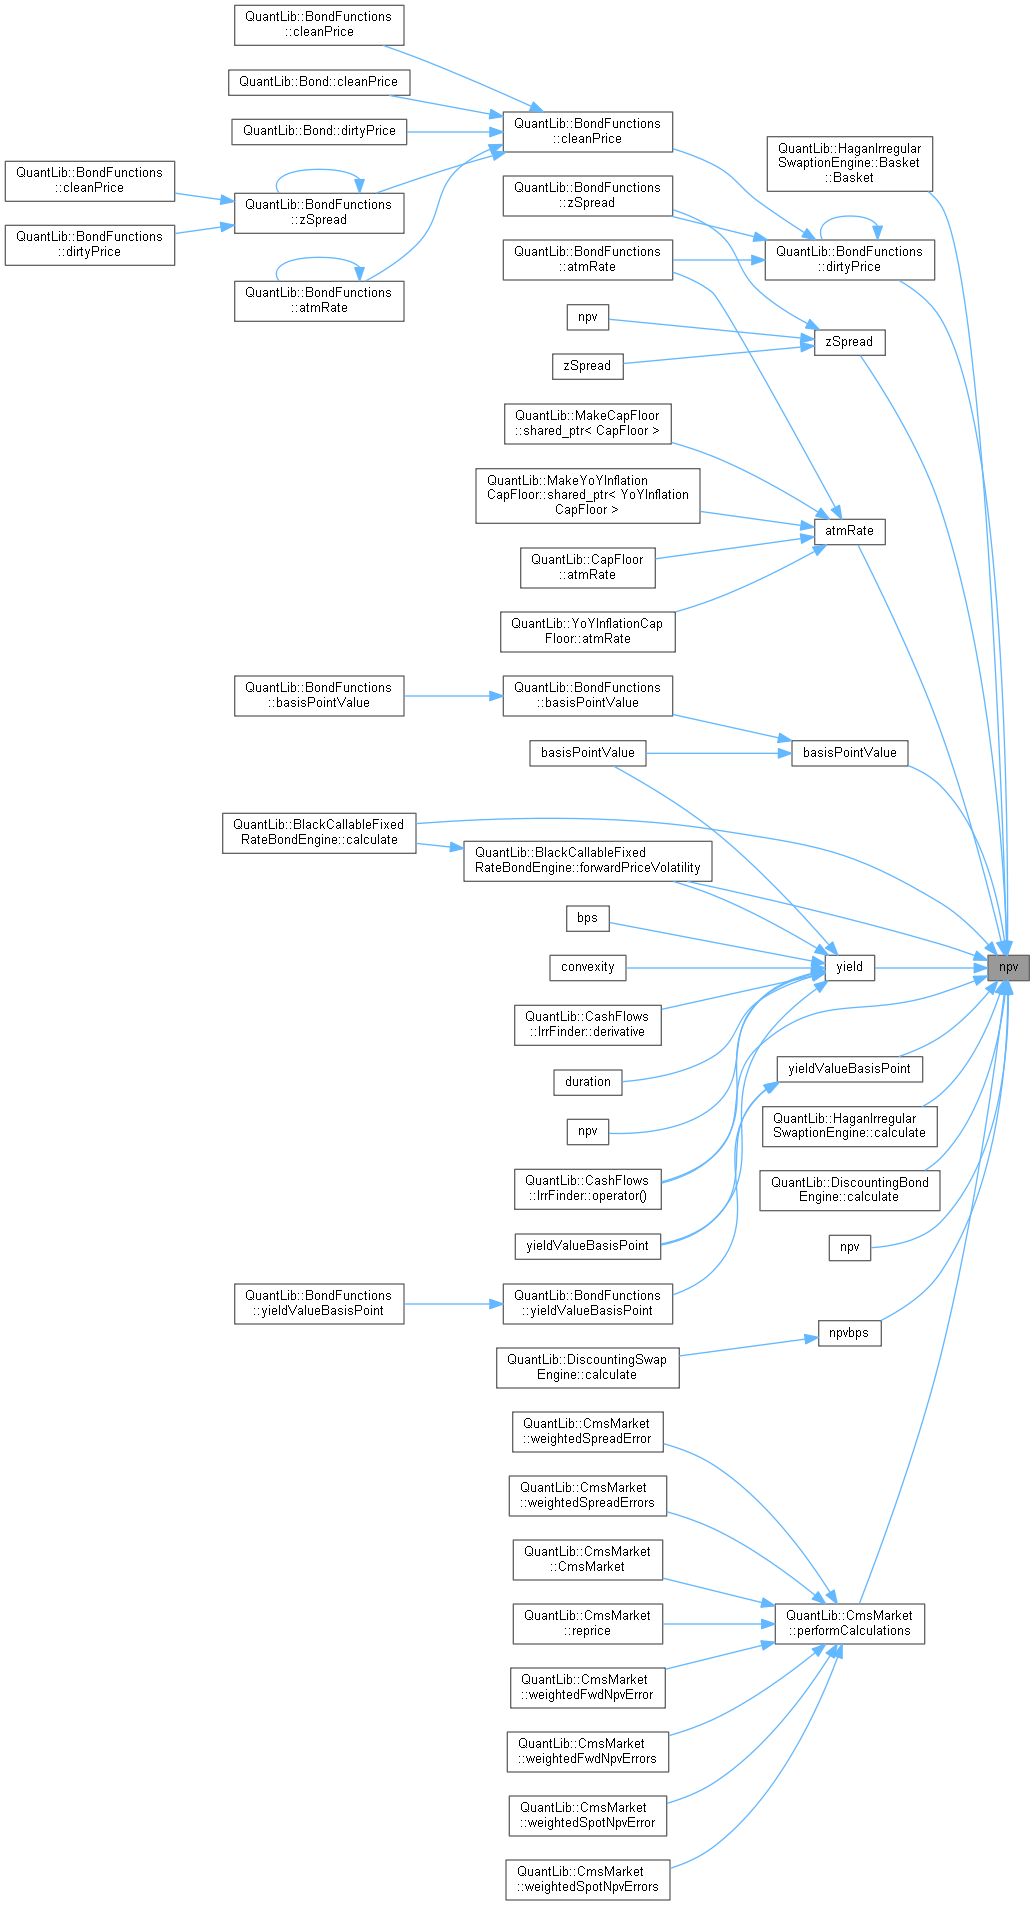 QuantLib::BondFunctions
::cleanPrice
QuantLib::Bond::cleanPrice
QuantLib::Bond::dirtyPrice
QuantLib::BondFunctions
::cleanPrice
QuantLib::HaganIrregular
SwaptionEngine::Basket
::Basket
QuantLib::BondFunctions
::cleanPrice
QuantLib::BondFunctions
::zSpread
QuantLib::BondFunctions
::zSpread
QuantLib::BondFunctions
::dirtyPrice
QuantLib::BondFunctions
::atmRate
QuantLib::BondFunctions
::dirtyPrice
QuantLib::BondFunctions
::atmRate
npv
zSpread
zSpread
QuantLib::MakeCapFloor
::shared_ptr< CapFloor >
QuantLib::MakeYoYInflation
CapFloor::shared_ptr< YoYInflation
CapFloor >
atmRate
QuantLib::CapFloor
::atmRate
QuantLib::YoYInflationCap
Floor::atmRate
QuantLib::BondFunctions
::basisPointValue
QuantLib::BondFunctions
::basisPointValue
basisPointValue
basisPointValue
QuantLib::BlackCallableFixed
RateBondEngine::calculate
QuantLib::BlackCallableFixed
RateBondEngine::forwardPriceVolatility
bps
convexity
yield
npv
QuantLib::CashFlows
::IrrFinder::derivative
duration
yieldValueBasisPoint
npv
QuantLib::HaganIrregular
SwaptionEngine::calculate
QuantLib::CashFlows
::IrrFinder::operator()
QuantLib::DiscountingBond
Engine::calculate
yieldValueBasisPoint
npv
QuantLib::BondFunctions
::yieldValueBasisPoint
QuantLib::BondFunctions
::yieldValueBasisPoint
npvbps
QuantLib::DiscountingSwap
Engine::calculate
QuantLib::CmsMarket
::weightedSpreadError
QuantLib::CmsMarket
::weightedSpreadErrors
QuantLib::CmsMarket
::CmsMarket
QuantLib::CmsMarket
::reprice
QuantLib::CmsMarket
::performCalculations
QuantLib::CmsMarket
::weightedFwdNpvError
QuantLib::CmsMarket
::weightedFwdNpvErrors
QuantLib::CmsMarket
::weightedSpotNpvError
QuantLib::CmsMarket
::weightedSpotNpvErrors